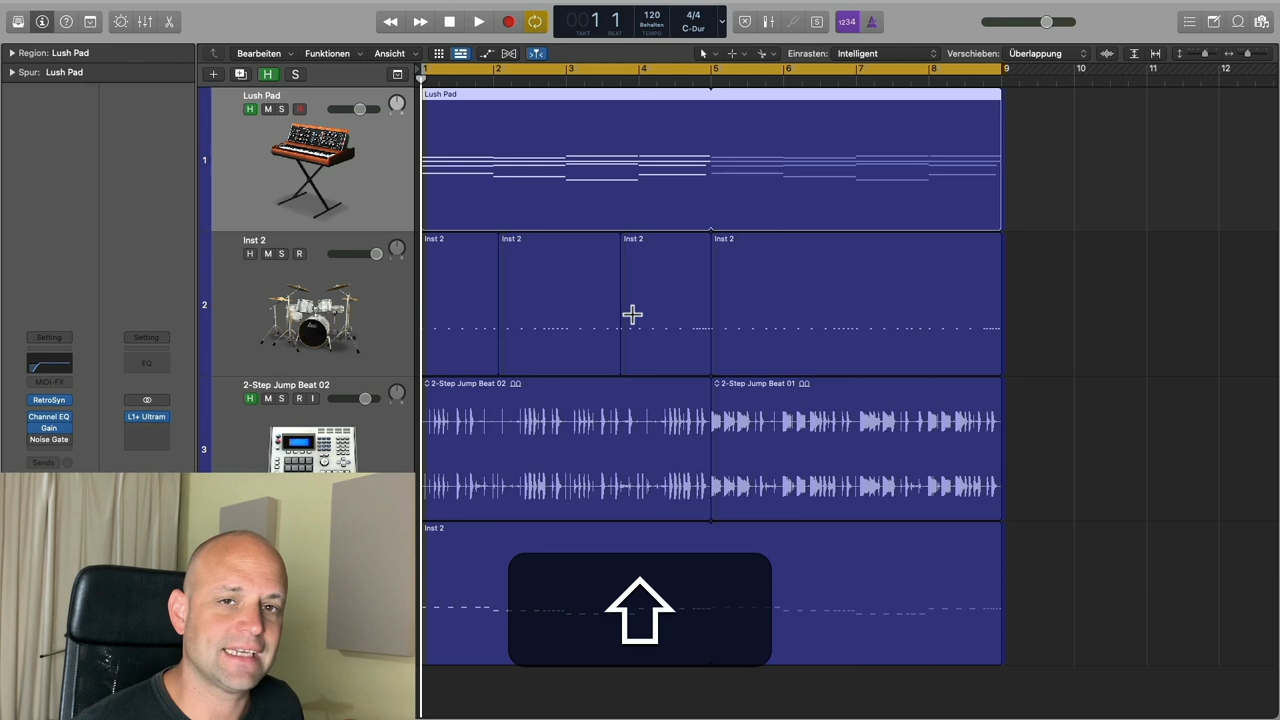 1 1
TAKT BEAT
120
Behalten
TEMPO
4/4
C-Dur
1234
S
Region: Lush Pad
Spur: Lush Pad
Bearbeiten Funktionen Ansicht
Einrasten: Intelligent
Verschieben: Überlappung
H S
1 2 3 4 5 6 7 8 9 10 11 12
Lush Pad
H M S R
1
Lush Pad
Inst 2
H M S R
2
Inst 2 Inst 2 Inst 2 Inst 2
2-Step Jump Beat 02
H M S R I
3
2-Step Jump Beat 02 2-Step Jump Beat 01
Inst 2
Setting Setting
EQ
MIDI-FX
RetroSyn
Channel EQ L1+ Ultram
Gain
Noise Gate
Sends